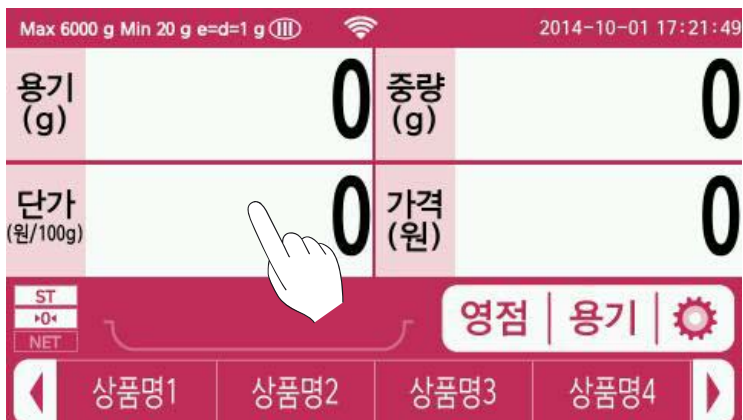 Max 6000 g Min 20 g e=d=1 g Ⅲ 2014-10-01 17:21:49
용기 (g) 0 중량 (g) 0
단가 (원/100g) 0 가격 (원) 0
ST
▸0◂
NET
영점 용기
상품명1 상품명2 상품명3 상품명4